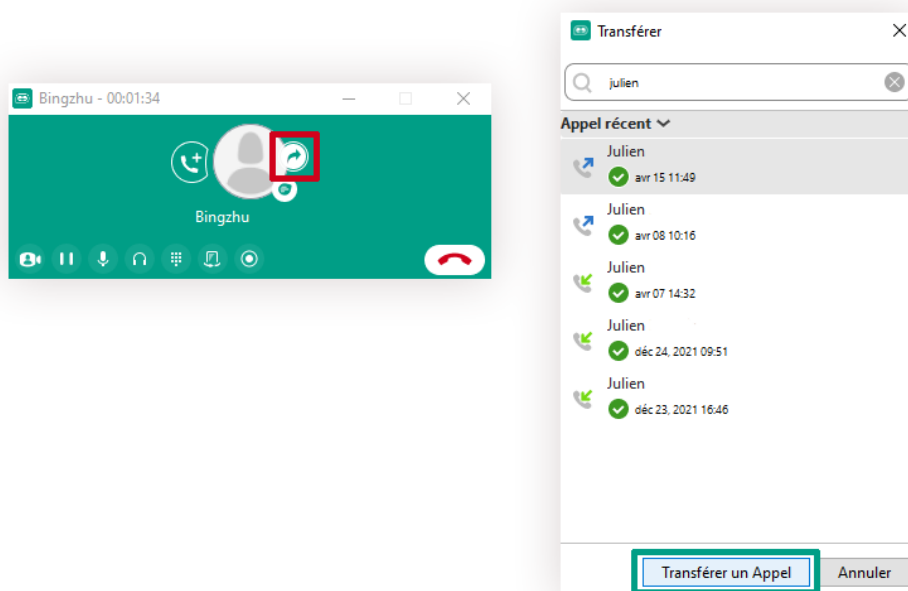 Bingzhu - 00:01:34
Bingzhu
Transférer
julien
Appel récent
Julien
avr 15 11:49
Julien
avr 08 10:16
Julien
avr 07 14:32
Julien
déc 24, 2021 09:51
Julien
déc 23, 2021 16:46
Transférer un Appel
Annuler